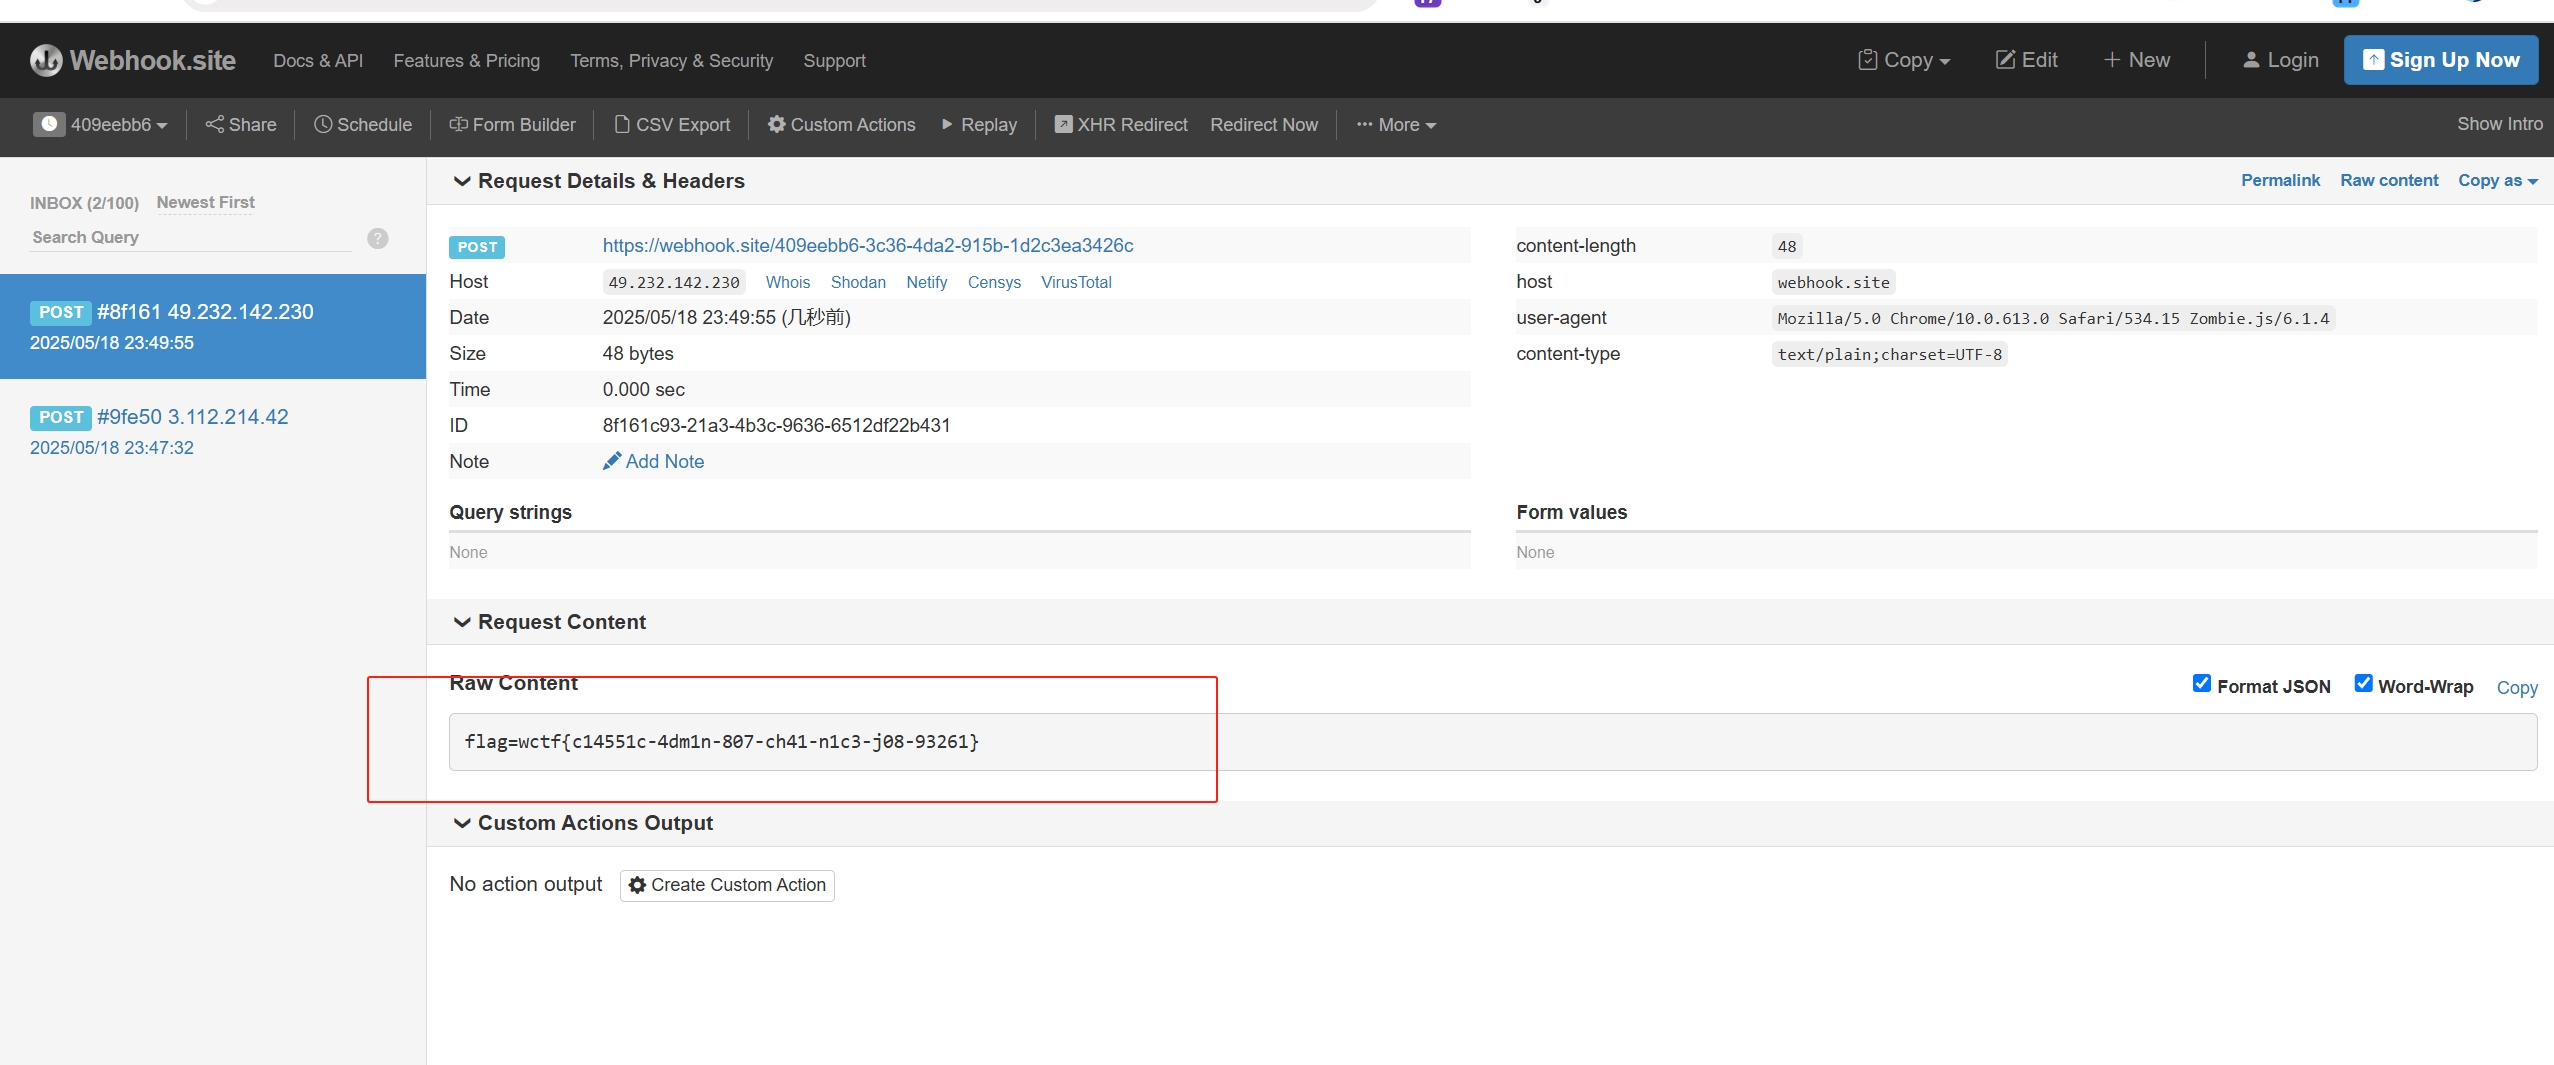 Webhook.site Docs & API Features & Pricing Terms, Privacy & Security Support Copy Edit New Login Sign Up Now
409eebb6 Share Schedule Form Builder CSV Export Custom Actions Replay XHR Redirect Redirect Now ... More Show Intro
INBOX (2/100) Newest First
Search Query ?
POST #8f161 49.232.142.230
2025/05/18 23:49:55
POST #9fe50 3.112.214.42
2025/05/18 23:47:32
Request Details & Headers Permalink Raw content Copy as
POST https://webhook.site/409eebb6-3c36-4da2-915b-1d2c3ea3426c
Host 49.232.142.230 Whois Shodan Netify Censys VirusTotal
Date 2025/05/18 23:49:55 (几秒前)
Size 48 bytes
Time 0.000 sec
ID 8f161c93-21a3-4b3c-9636-6512df22b431
Note Add Note
content-length 48
host webhook.site
user-agent Mozilla/5.0 Chrome/10.0.613.0 Safari/534.15 Zombie.js/6.1.4
content-type text/plain;charset=UTF-8
Query strings
None
Form values
None
Request Content
Raw Content Format JSON Word-Wrap Copy
flag=wctf{c14551c-4dm1n-807-ch41-n1c3-j08-93261}
Custom Actions Output
No action output Create Custom Action